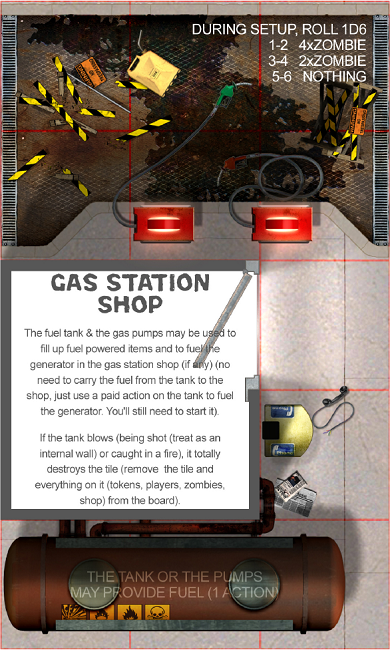 DURING SETUP, ROLL 1D6
1-2 4xZOMBIE
3-4 2xZOMBIE
5-6 NOTHING
GAS STATION
SHOP
The fuel tank & the gas pumps may be used to
fill up fuel powered items and to fuel the
generator in the gas station shop (if any) (no
need to carry the fuel from the tank to the
shop, just use a paid action on the tank to fuel
the generator. You'll still need to start it).
If the tank blows (being shot (treat as an
internal wall) or caught in a fire), it totally
destroys the tile (remove the tile and
everything on it (tokens, players, zombies,
shop) from the board).
THE TANK OR THE PUMPS
MAY PROVIDE FUEL (1 ACTION)